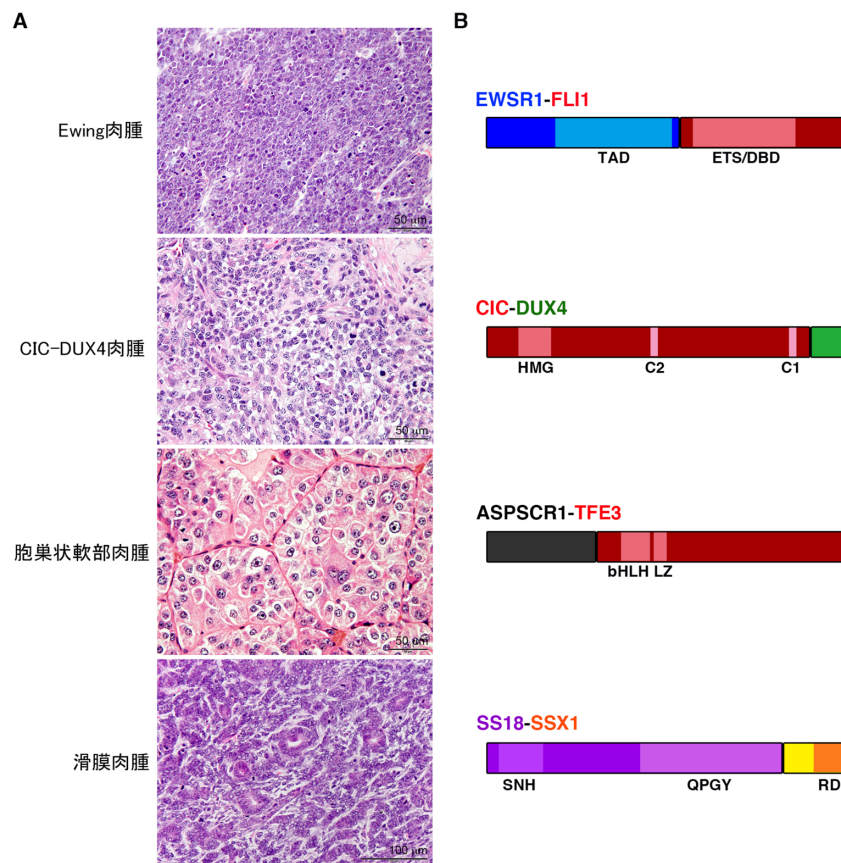 A
B
Ewing肉腫
50 μm
EWSR1-FLI1
TAD
ETS/DBD
CIC-DUX4肉腫
50 μm
CIC-DUX4
HMG
C2
C1
胞巣状軟部肉腫
50 μm
ASPSCR1-TFE3
bHLH LZ
滑膜肉腫
100 μm
SS18-SSX1
SNH
QPGY
RD